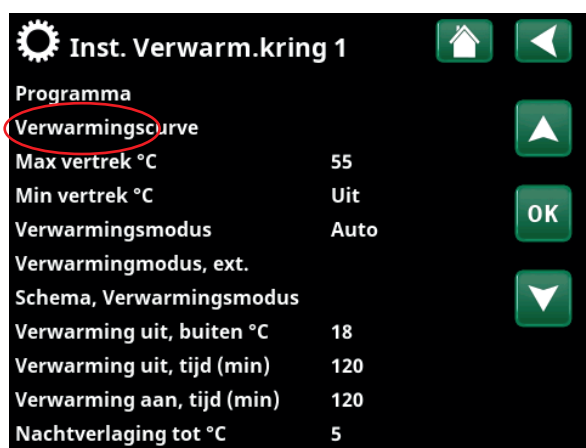 Inst. Verwarm.kring 1
Programma
Verwarmingscurve
Max vertrek °C 55
Min vertrek °C Uit
Verwarmingsmodus Auto
OK
Verwarmingmodus, ext.
Schema, Verwarmingsmodus
Verwarming uit, buiten °C 18
Verwarming uit, tijd (min) 120
Verwarming aan, tijd (min) 120
Nachtverlaging tot °C 5